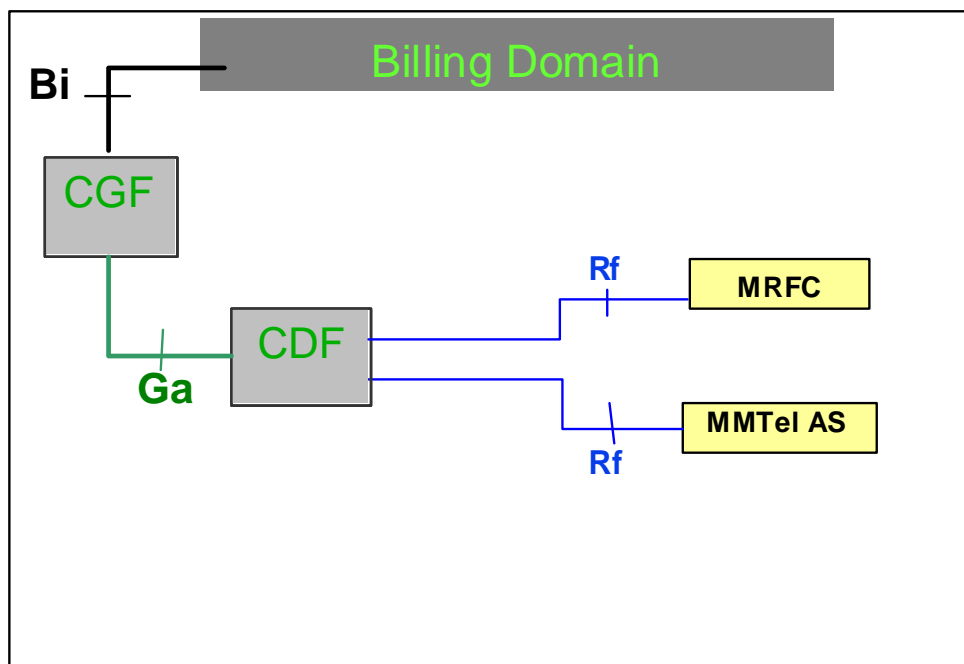 Billing Domain
Bi
CGF
Rf
MRFC
CDF
Ga
MMTel AS
Rf